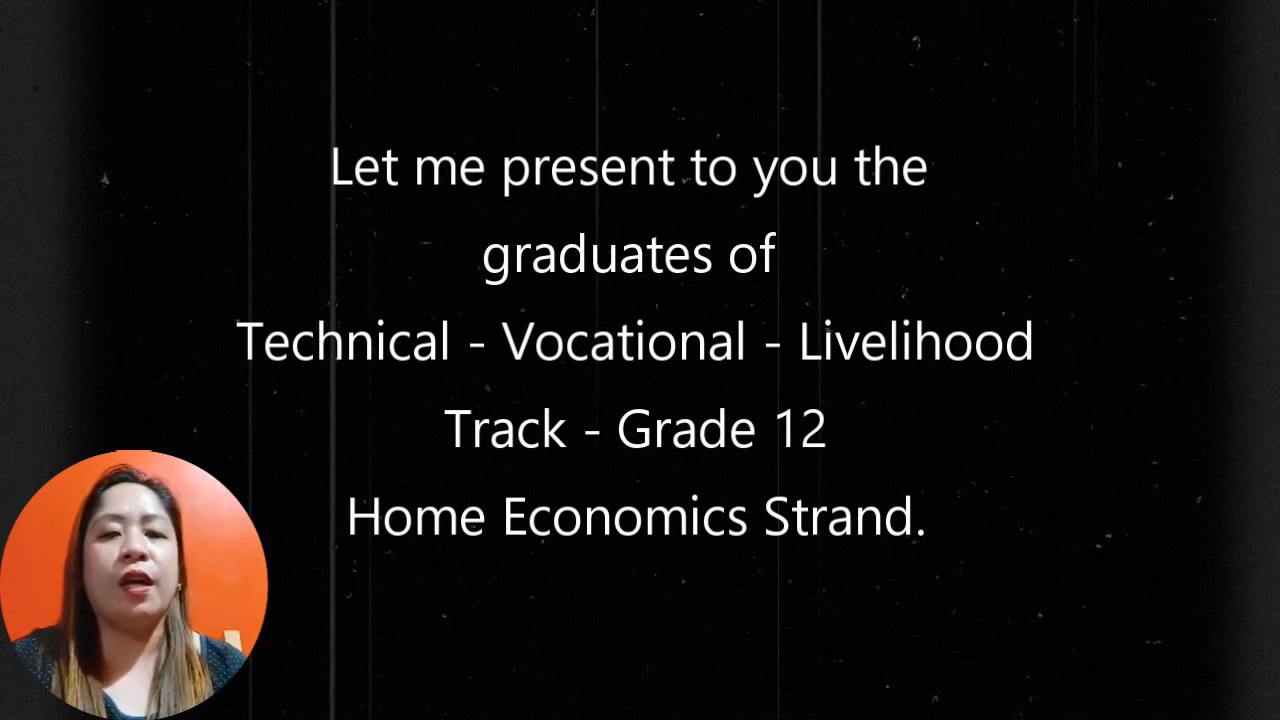 Let me present to you the
graduates of
Technical - Vocational - Livelihood
Track - Grade 12
Home Economics Strand.